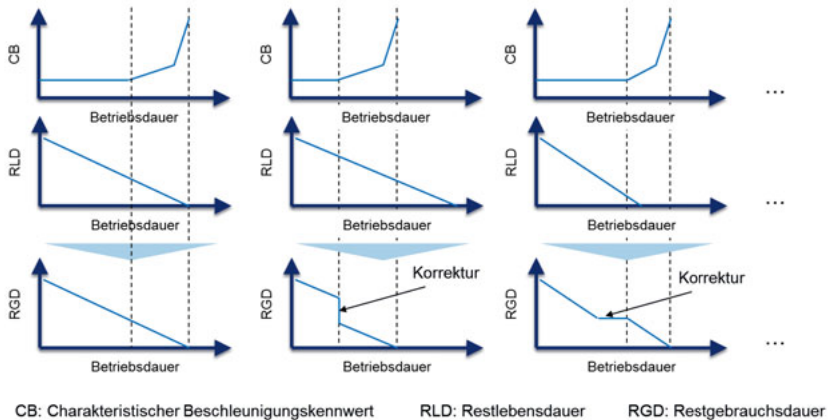 CB
CB
CB
Betriebsdauer
Betriebsdauer
Betriebsdauer
...
RLD
RLD
RLD
Betriebsdauer
Betriebsdauer
Betriebsdauer
...
RGD
RGD
RGD
Korrektur
Korrektur
Betriebsdauer
Betriebsdauer
Betriebsdauer
...
CB: Charakteristischer Beschleunigungskennwert RLD: Restlebensdauer RGD: Restgebrauchsdauer